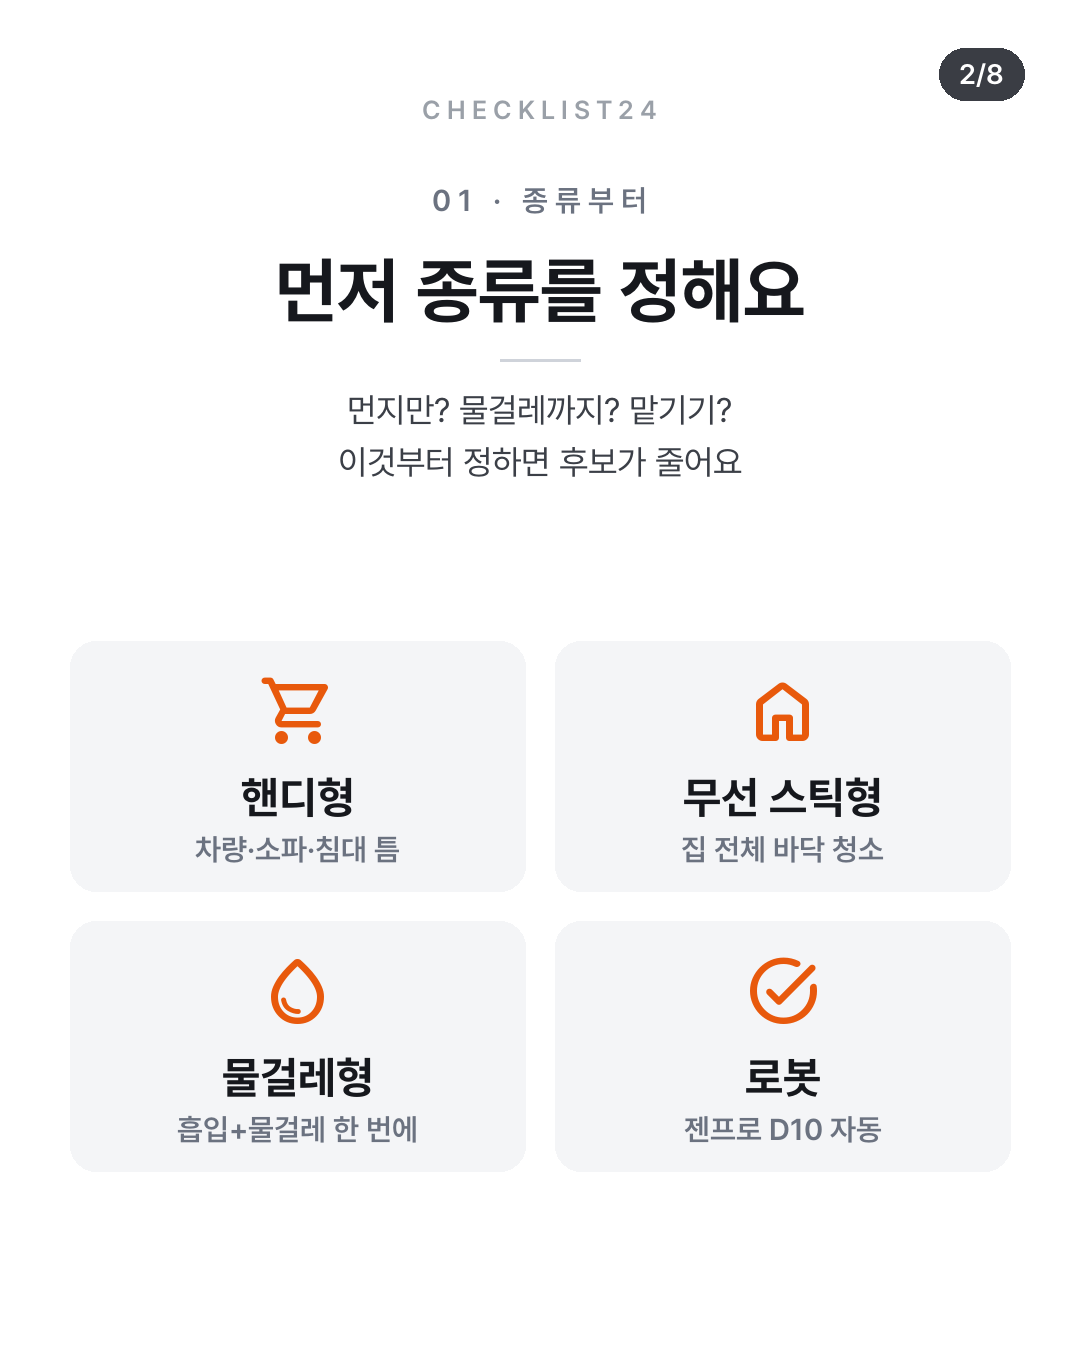 2/8
CHECKLIST24
01 · 종류부터
먼저 종류를 정해요
먼지만? 물걸레까지? 맡기기?
이것부터 정하면 후보가 줄어요
핸디형
차량·소파·침대 틈
무선 스틱형
집 전체 바닥 청소
물걸레형
흡입+물걸레 한 번에
로봇
젠프로 D10 자동